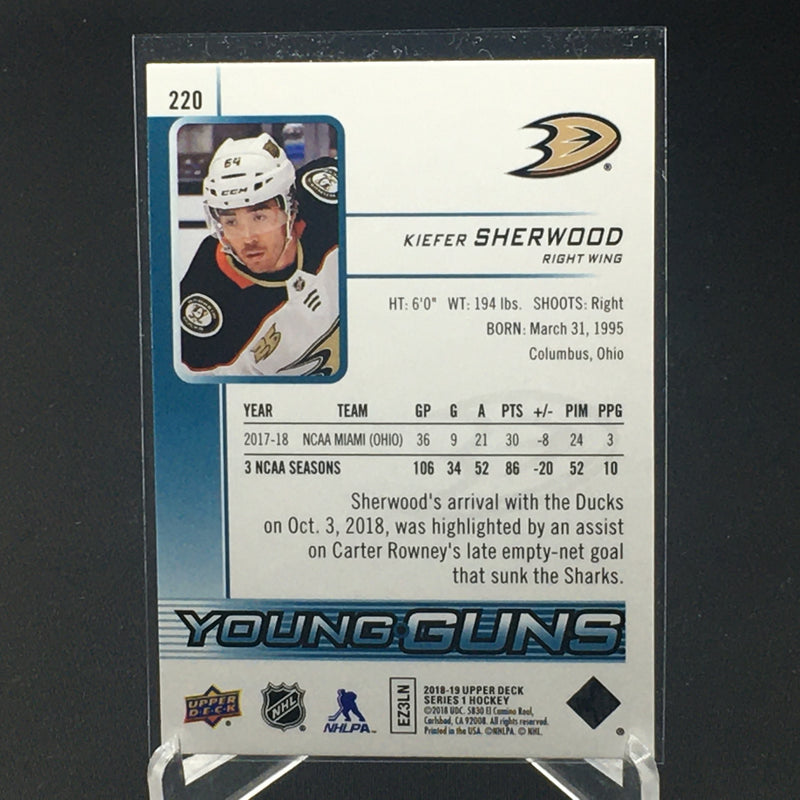 220
64
CCM
KIEFER SHERWOOD
RIGHT WING
HT: 6'0" WT: 194 lbs. SHOOTS: Right
BORN: March 31, 1995
Columbus, Ohio
YEAR TEAM GP G A PTS +/- PIM PPG
2017-18 NCAA MIAMI (OHIO) 36 9 21 30 -8 24 3
3 NCAA SEASONS 106 34 52 86 -20 52 10
Sherwood's arrival with the Ducks
on Oct. 3, 2018, was highlighted by an assist
on Carter Rowney's late empty-net goal
that sunk the Sharks.
YOUNG GUNS
UPPER DECK
NHL
NHLPA
EZ3LN
2018-19 UPPER DECK
SERIES 1 HOCKEY
©2018 UDC. 5830 El Camino Real,
Carlsbad, CA 92008. All rights reserved.
Printed in the USA. ©NHLPA. © NHL.